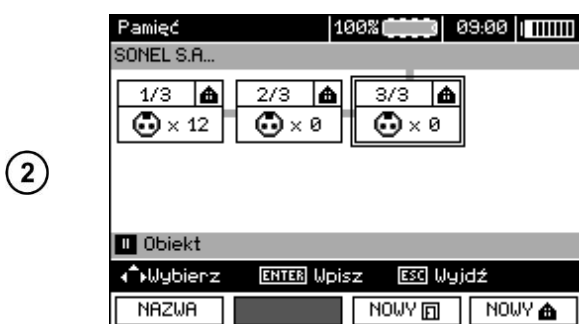 Pamięć 100% 09:00
SONEL S.A...
1/3 2/3 3/3
x 12 x 0 x 0
2
Obiekt
Wybierz ENTER Wpisz ESC Wyjdź
NAZWA NOWY NOWY